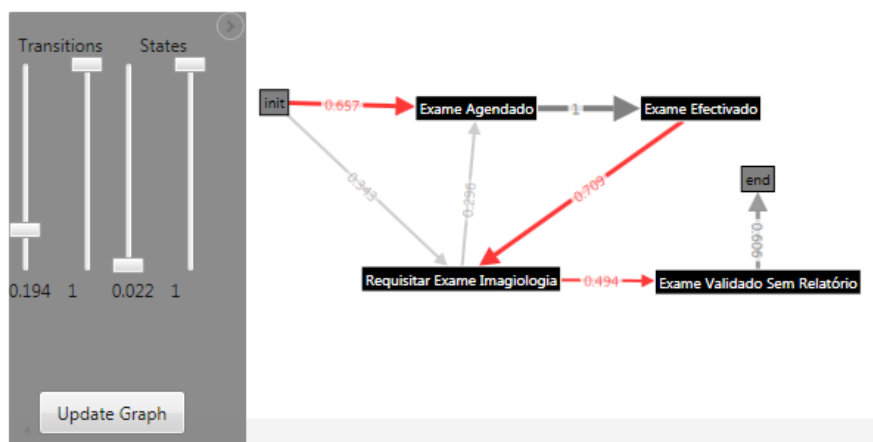 Transitions States
0.194 1 0.022 1
Update Graph
init
0.657
Exame Agendado
1
Exame Efectivado
0.343
0.296
0.709
end
0.606
Requisitar Exame Imagiologia
0.494
Exame Validado Sem Relatório